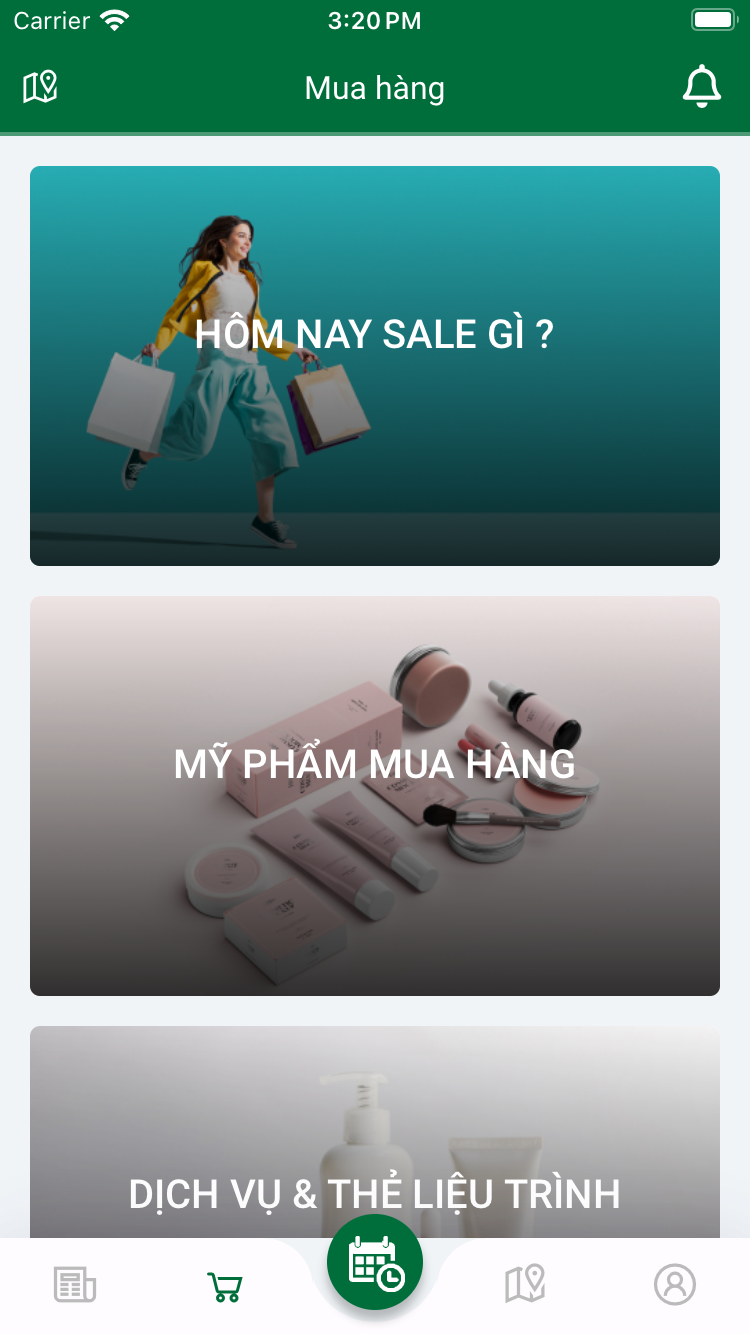 Carrier
3:20 PM
Mua hàng
HÔM NAY SALE GÌ ?
MỸ PHẨM MUA HÀNG
DỊCH VỤ & THẺ LIỆU TRÌNH